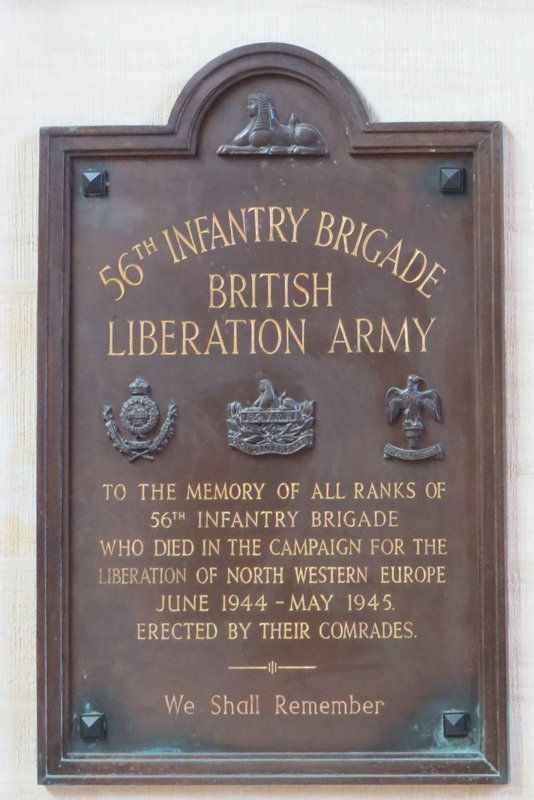 56TH INFANTRY BRIGADE
BRITISH
LIBERATION ARMY
TO THE MEMORY OF ALL RANKS OF
56TH INFANTRY BRIGADE
WHO DIED IN THE CAMPAIGN FOR THE
LIBERATION OF NORTH WESTERN EUROPE
JUNE 1944 - MAY 1945.
ERECTED BY THEIR COMRADES.
We Shall Remember